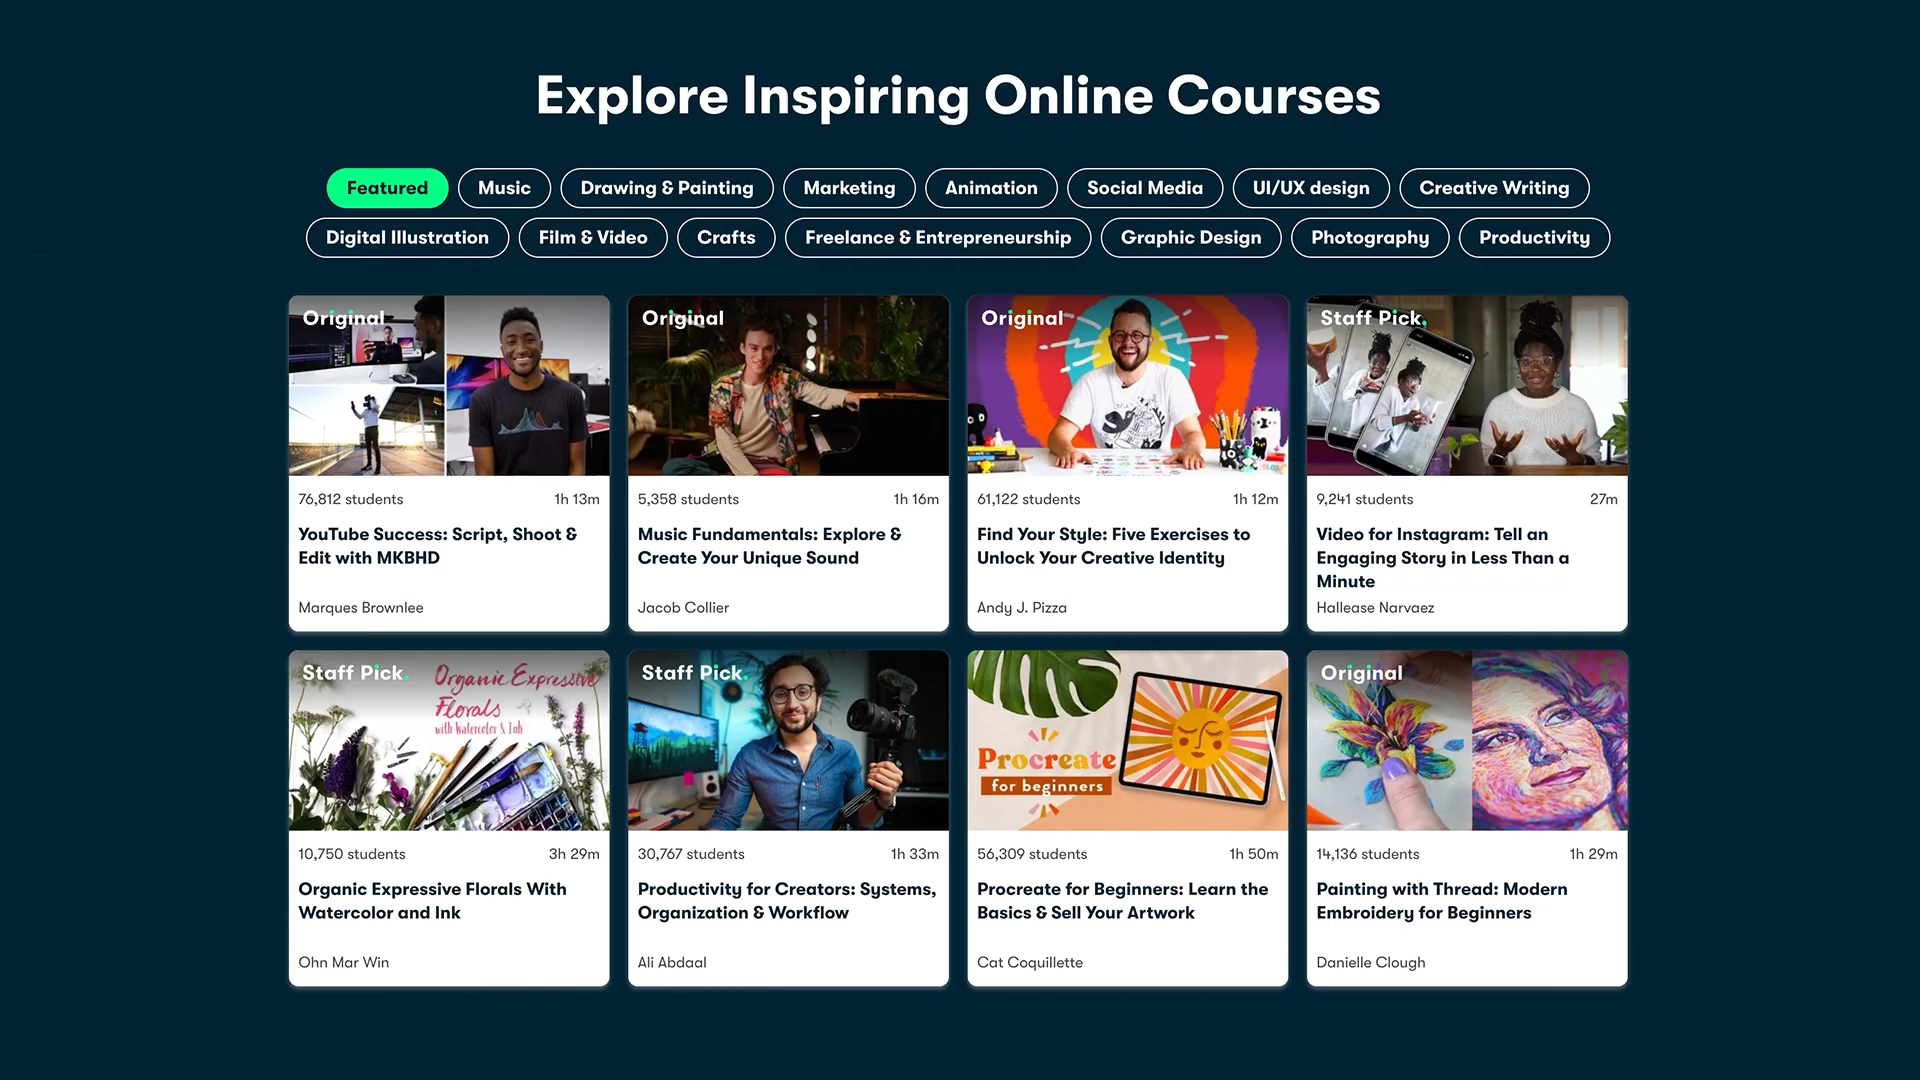 Explore Inspiring Online Courses
Featured
Music
Drawing & Painting
Marketing
Animation
Social Media
UI/UX design
Creative Writing
Digital Illustration
Film & Video
Crafts
Freelance & Entrepreneurship
Graphic Design
Photography
Productivity
Original
76,812 students
1h 13m
YouTube Success: Script, Shoot &
Edit with MKBHD
Marques Brownlee
Original
5,358 students
1h 16m
Music Fundamentals: Explore &
Create Your Unique Sound
Jacob Collier
Original
61,122 students
1h 12m
Find Your Style: Five Exercises to
Unlock Your Creative Identity
Andy J. Pizza
Staff Pick.
9,241 students
27m
Video for Instagram: Tell an
Engaging Story in Less Than a
Minute
Hallease Narvaez
Staff Pick.
Organic Expressive
Florals
with Watercolor & Ink
10,750 students
3h 29m
Organic Expressive Florals With
Watercolor and Ink
Ohn Mar Win
Staff Pick.
30,767 students
1h 33m
Productivity for Creators: Systems,
Organization & Workflow
Ali Abdaal
Procreate
for beginners
56,309 students
1h 50m
Procreate for Beginners: Learn the
Basics & Sell Your Artwork
Cat Coquillette
Original
14,136 students
1h 29m
Painting with Thread: Modern
Embroidery for Beginners
Danielle Clough